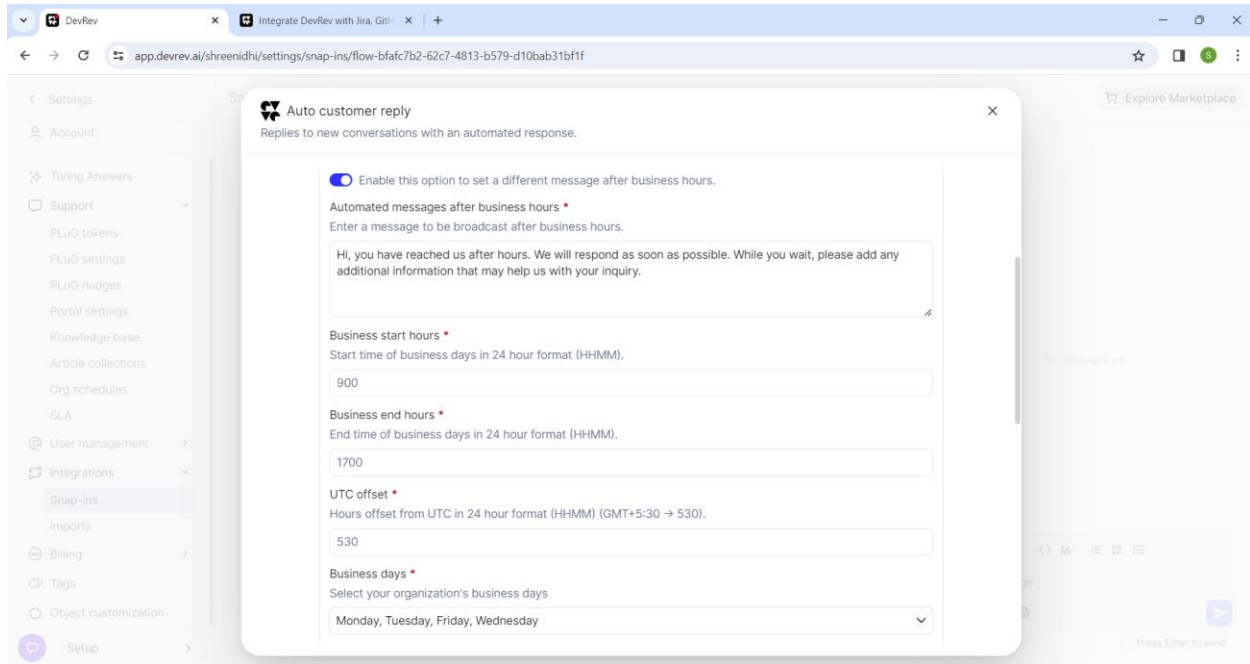 DevRev
Integrate DevRev with Jira, GitH
app.devrev.ai/shreenidhi/settings/snap-ins/flow-bfafc7b2-62c7-4813-b579-d10bab31bf1f
S
Settings
Explore Marketplace
Account
Turing Answers
Support
PLuG tokens
PLuG settings
PLuG nudges
Portal settings
Knowledge base
Article collections
Org schedules
SLA
User management
Integrations
Snap-ins
Imports
Billing
Tags
Object customization
Setup
Auto customer reply
Replies to new conversations with an automated response.
Enable this option to set a different message after business hours.
Automated messages after business hours *
Enter a message to be broadcast after business hours.
Hi, you have reached us after hours. We will respond as soon as possible. While you wait, please add any
additional information that may help us with your inquiry.
Business start hours *
Start time of business days in 24 hour format (HHMM).
900
Business end hours *
End time of business days in 24 hour format (HHMM).
1700
UTC offset *
Hours offset from UTC in 24 hour format (HHMM) (GMT+5:30 → 530).
530
Business days *
Select your organization's business days
Monday, Tuesday, Friday, Wednesday
No messages yet
Press Enter to send